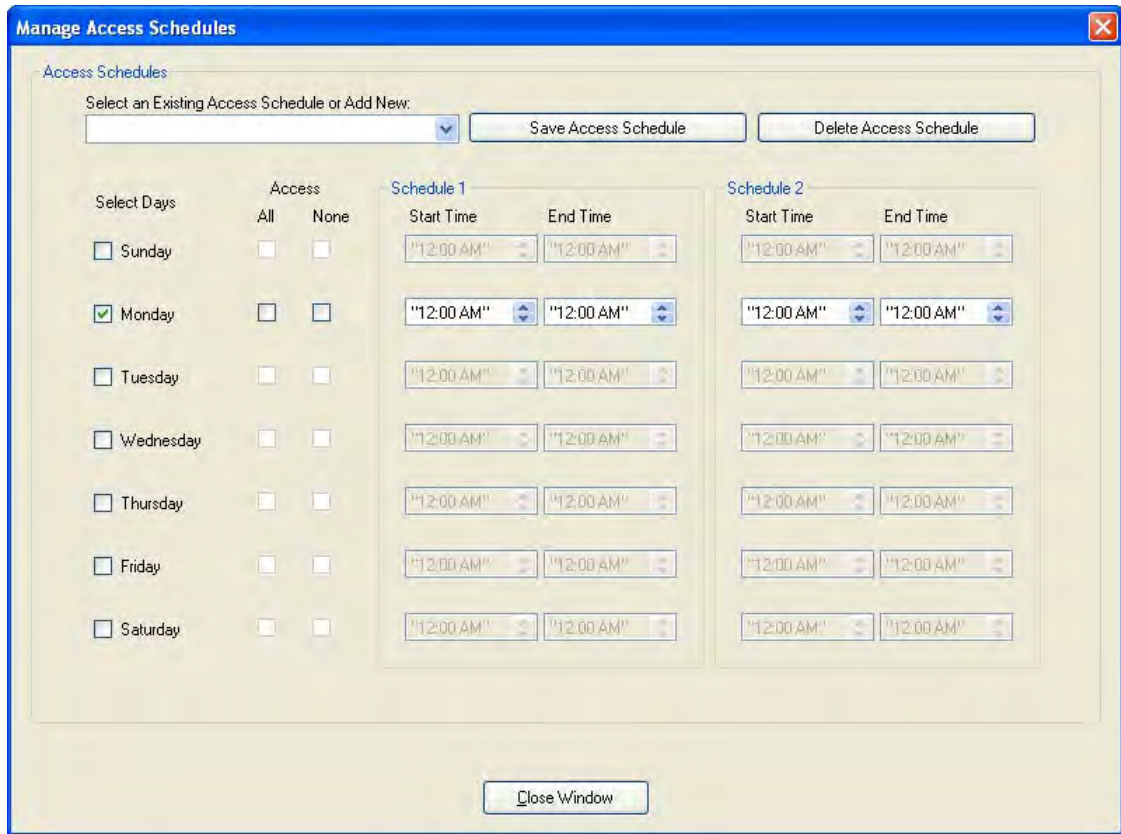 Manage Access Schedules
Access Schedules
Select an Existing Access Schedule or Add New:
Save Access Schedule Delete Access Schedule
Select Days Access Schedule 1 Schedule 2
All None Start Time End Time Start Time End Time
Sunday "12:00 AM" "12:00 AM" "12:00 AM" "12:00 AM"
Monday "12:00 AM" "12:00 AM" "12:00 AM" "12:00 AM"
Tuesday "12:00 AM" "12:00 AM" "12:00 AM" "12:00 AM"
Wednesday "12:00 AM" "12:00 AM" "12:00 AM" "12:00 AM"
Thursday "12:00 AM" "12:00 AM" "12:00 AM" "12:00 AM"
Friday "12:00 AM" "12:00 AM" "12:00 AM" "12:00 AM"
Saturday "12:00 AM" "12:00 AM" "12:00 AM" "12:00 AM"
Close Window